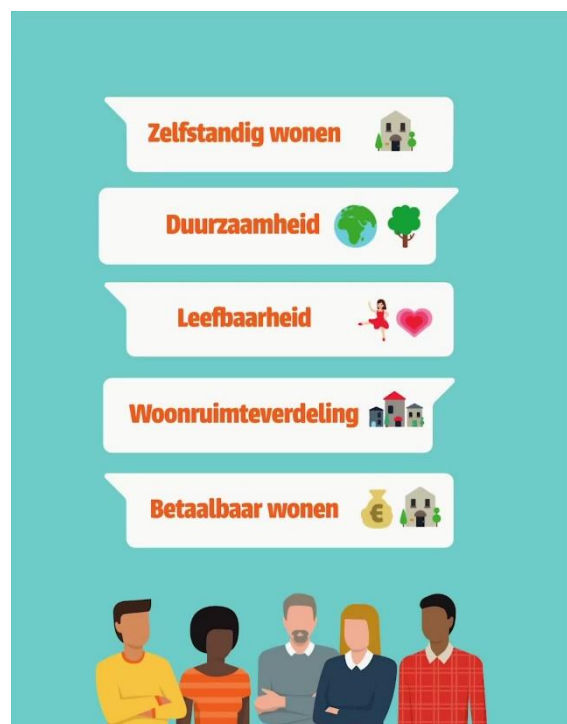 Zelfstandig wonen
Duurzaamheid
Leefbaarheid
Woonruimteverdeling
Betaalbaar wonen
€